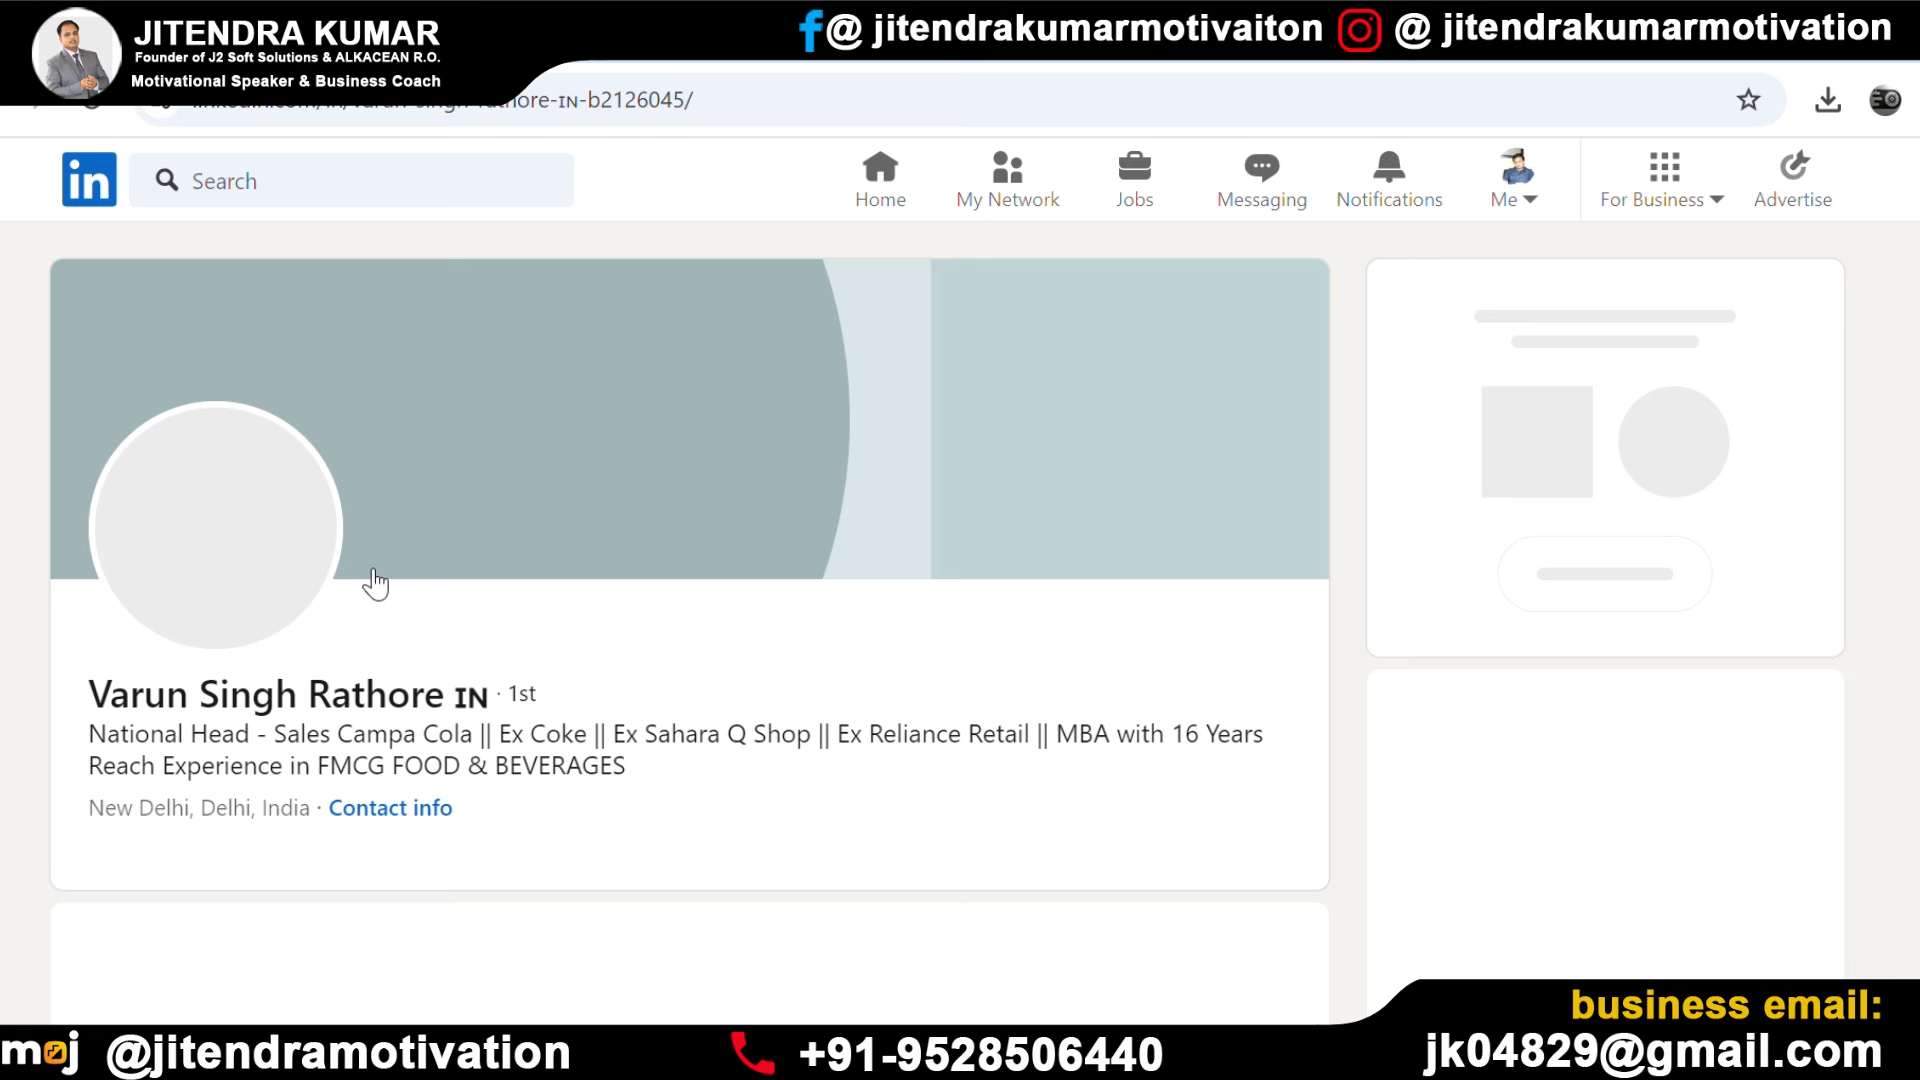 JITENDRA KUMAR
Founder of J2 Soft Solutions & ALKACEAN R.O.
Motivational Speaker & Business Coach
@ jitendrakumarmotivaiton
@ jitendrakumarmotivation
-ɪɴ-b2126045/
in
Search
Home
My Network
Jobs
Messaging
Notifications
Me
For Business
Advertise
Varun Singh Rathore ɪɴ · 1st
National Head - Sales Campa Cola || Ex Coke || Ex Sahara Q Shop || Ex Reliance Retail || MBA with 16 Years
Reach Experience in FMCG FOOD & BEVERAGES
New Delhi, Delhi, India · Contact info
business email:
moj @jitendramotivation
+91-9528506440
jk04829@gmail.com